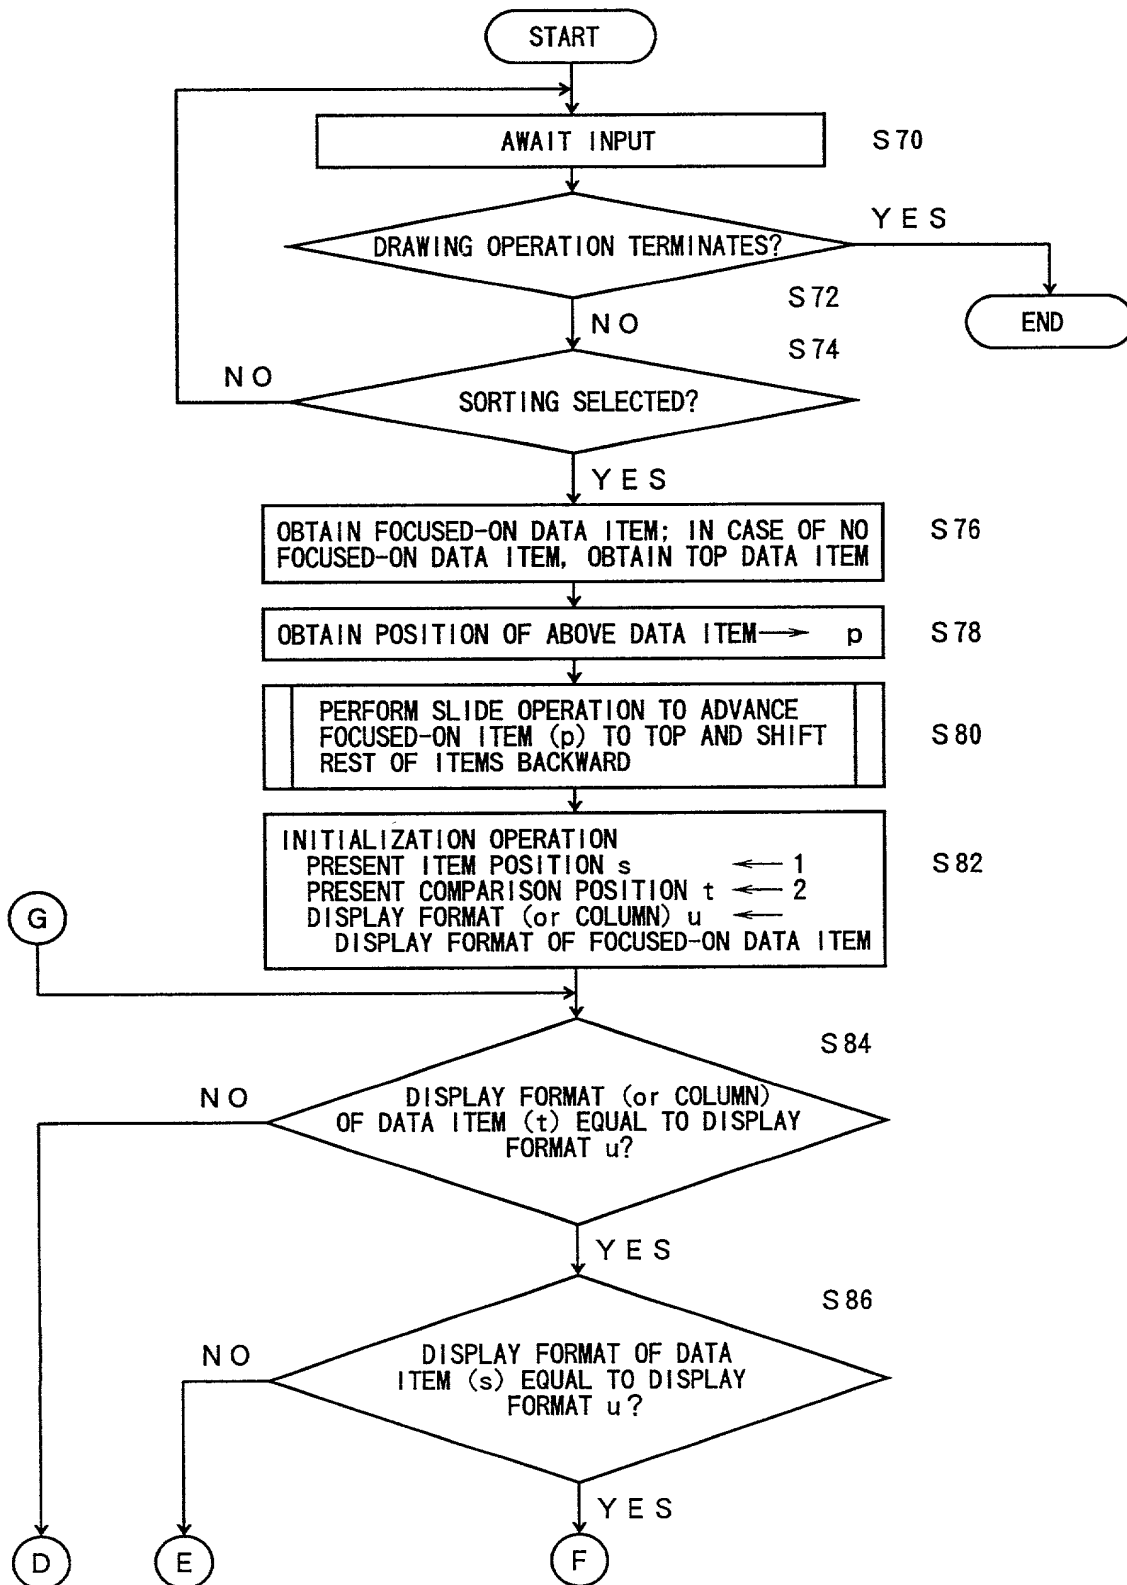 START
AWAIT INPUT
S70
DRAWING OPERATION TERMINATES?
YES
S72
END
NO
S74
NO
SORTING SELECTED?
YES
OBTAIN FOCUSED-ON DATA ITEM; IN CASE OF NO
FOCUSED-ON DATA ITEM, OBTAIN TOP DATA ITEM
S76
OBTAIN POSITION OF ABOVE DATA ITEM → p
S78
PERFORM SLIDE OPERATION TO ADVANCE
FOCUSED-ON ITEM (p) TO TOP AND SHIFT
REST OF ITEMS BACKWARD
S80
INITIALIZATION OPERATION
PRESENT ITEM POSITION s ← 1
PRESENT COMPARISON POSITION t ← 2
DISPLAY FORMAT (or COLUMN) u ←
DISPLAY FORMAT OF FOCUSED-ON DATA ITEM
S82
G
S84
NO
DISPLAY FORMAT (or COLUMN)
OF DATA ITEM (t) EQUAL TO DISPLAY
FORMAT u?
YES
S86
NO
DISPLAY FORMAT OF DATA
ITEM (s) EQUAL TO DISPLAY
FORMAT u?
YES
D
E
F